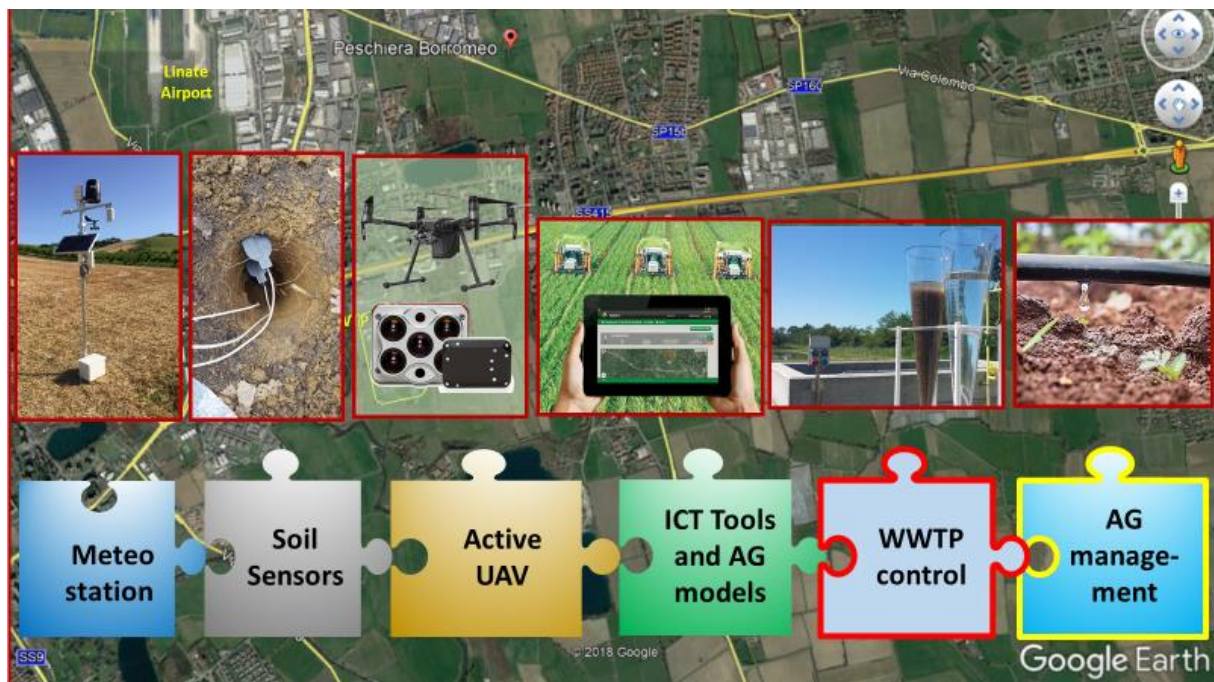 Peschiera Borromeo
Linate
Airport
Via Colombo
SP160
SP15b
SS415
Meteo
station
Soil
Sensors
Active
UAV
ICT Tools
and AG
models
WWTP
control
AG
manage-
ment
SS9
© 2018 Google
Google Earth